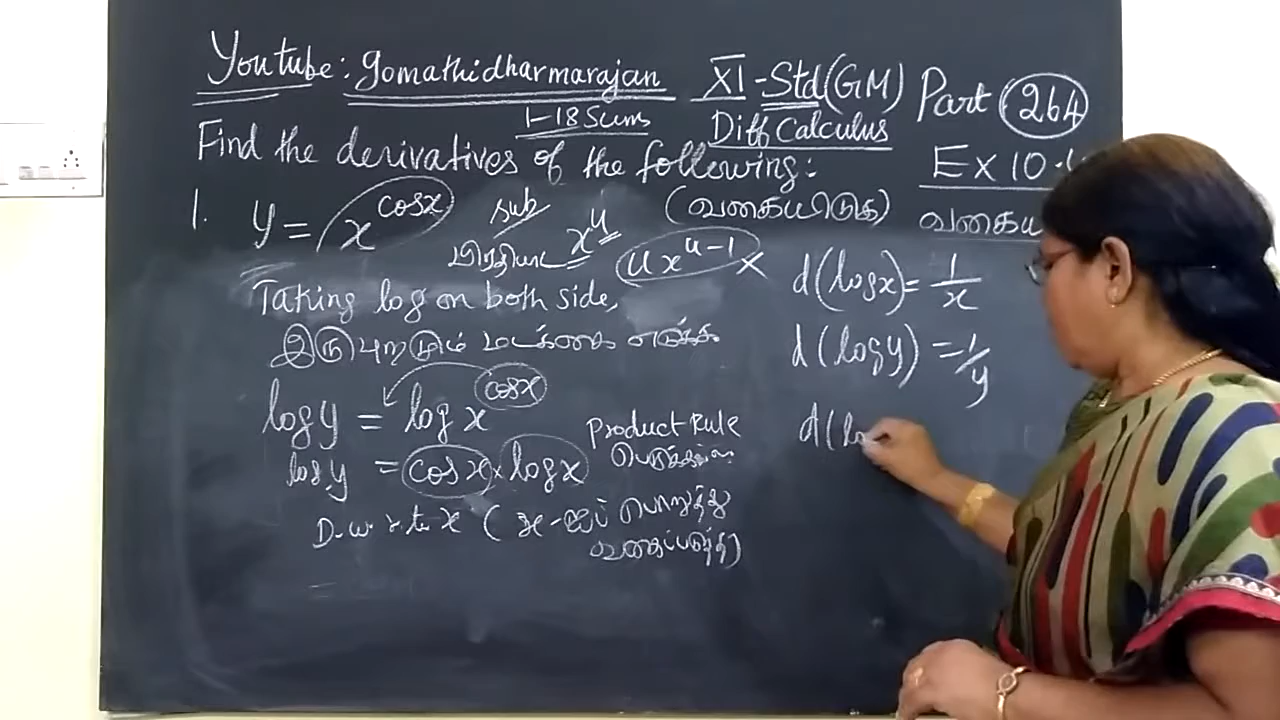 Youtube: gomathidharmarajan XI-Std(GM) Part 264
1-18 Sums Diff Calculus
Find the derivatives of the following: Ex 10.
1. y = x^cosx sub x^u (வகையிடுக) வகைய
பிரதியிட u x^u-1 ×
d(logx) = 1/x
Taking log on both side,
இருபுறமும் மடக்கை எடுக்க
d(logy) = 1/y
logy = log x^cosx
d(lo
Product Rule
logy = cosx × logx
D.w.r.to x (x-ஐப் பொறுத்து
வகைப்படுத்த)